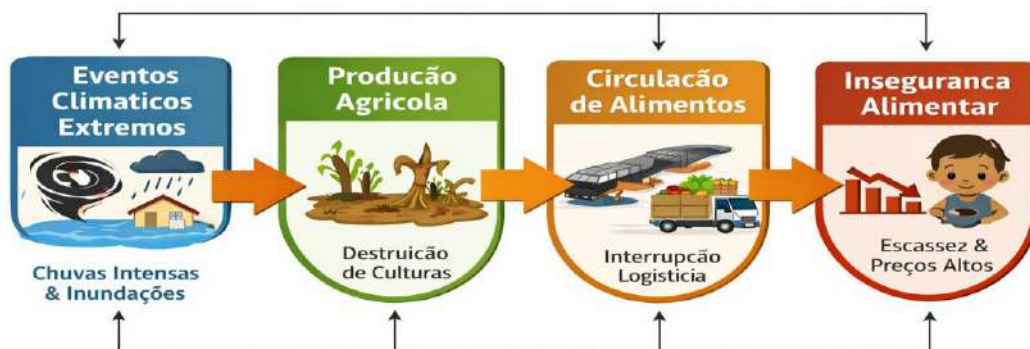 Eventos
Climaticos
Extremos
Chuvas Intensas
& Inundações
Producão
Agricola
Destruicão
de Culturas
Circulacão
de Alimentos
Interrupcão
Logisticia
Inseguranca
Alimentar
Escassez &
Preços Altos